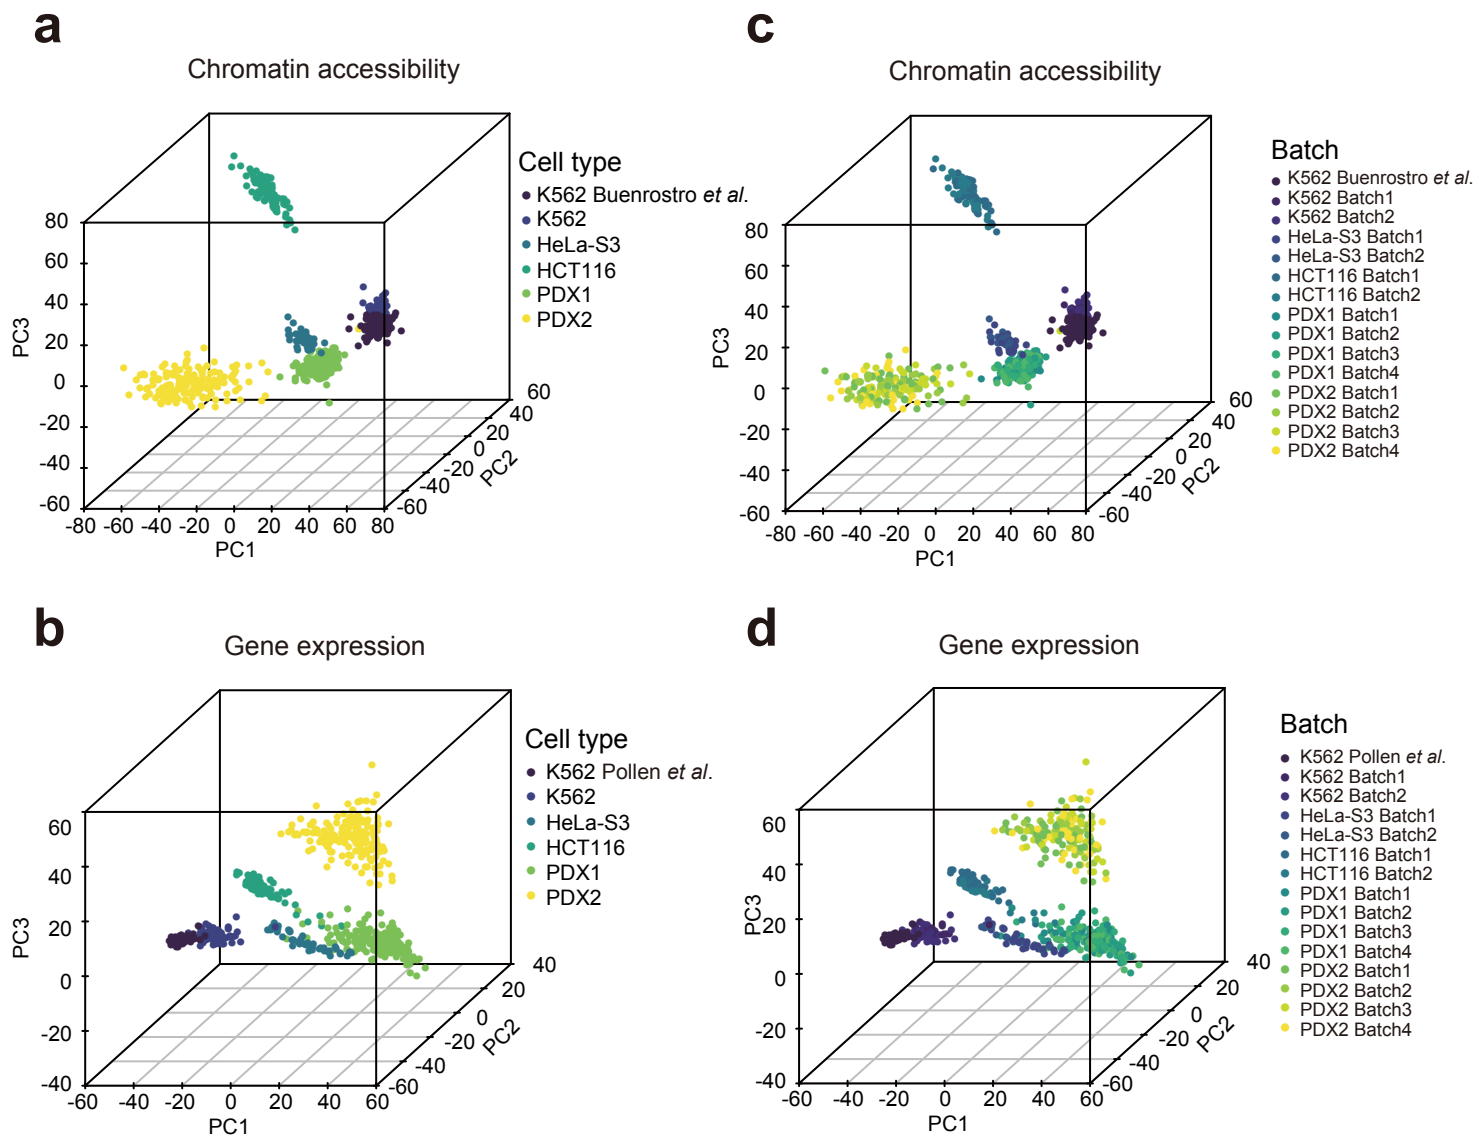 a
Chromatin accessibility
80
60
40
20
0
-20
-40
-60
PC3
-80 -60 -40 -20 0 20 40 60 80
PC1
-60
-40
-20
0
20
40
60
PC2
Cell type
K562 Buenrostro et al.
K562
HeLa-S3
HCT116
PDX1
PDX2
c
Chromatin accessibility
80
60
40
20
0
-20
-40
-60
PC3
-80 -60 -40 -20 0 20 40 60 80
PC1
-60
-40
-20
0
20
40
60
PC2
Batch
K562 Buenrostro et al.
K562 Batch1
K562 Batch2
HeLa-S3 Batch1
HeLa-S3 Batch2
HCT116 Batch1
HCT116 Batch2
PDX1 Batch1
PDX1 Batch2
PDX1 Batch3
PDX1 Batch4
PDX2 Batch1
PDX2 Batch2
PDX2 Batch3
PDX2 Batch4
b
Gene expression
60
40
20
0
-20
-40
PC3
-60 -40 -20 0 20 40 60
PC1
-60
-40
-20
0
20
40
PC2
Cell type
K562 Pollen et al.
K562
HeLa-S3
HCT116
PDX1
PDX2
d
Gene expression
60
40
20
0
-20
-40
PC3
-60 -40 -20 0 20 40 60
PC1
-60
-40
-20
0
20
40
PC2
Batch
K562 Pollen et al.
K562 Batch1
K562 Batch2
HeLa-S3 Batch1
HeLa-S3 Batch2
HCT116 Batch1
HCT116 Batch2
PDX1 Batch1
PDX1 Batch2
PDX1 Batch3
PDX1 Batch4
PDX2 Batch1
PDX2 Batch2
PDX2 Batch3
PDX2 Batch4